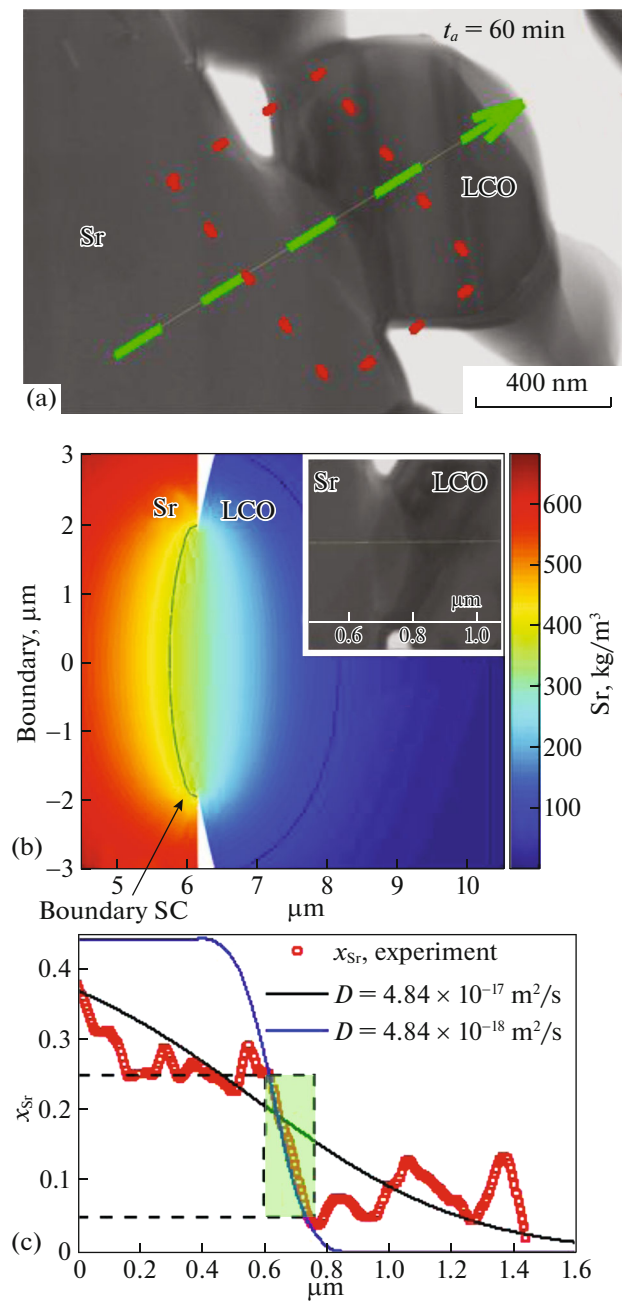 t_a = 60 min
Sr
LCO
400 nm
(a)
3
2
1
0
−1
−2
−3
Boundary, μm
Sr
LCO
Sr
LCO
μm
0.6
0.8
1.0
600
500
400
300
200
100
Sr, kg/m³
5
6
7
8
9
10
μm
(b)
Boundary SC
0.4
0.3
0.2
0.1
0
x_Sr
x_Sr, experiment
D = 4.84 × 10⁻¹⁷ m²/s
D = 4.84 × 10⁻¹⁸ m²/s
(c)
0
0.2
0.4
0.6
0.8
1.0
1.2
1.4
1.6
μm